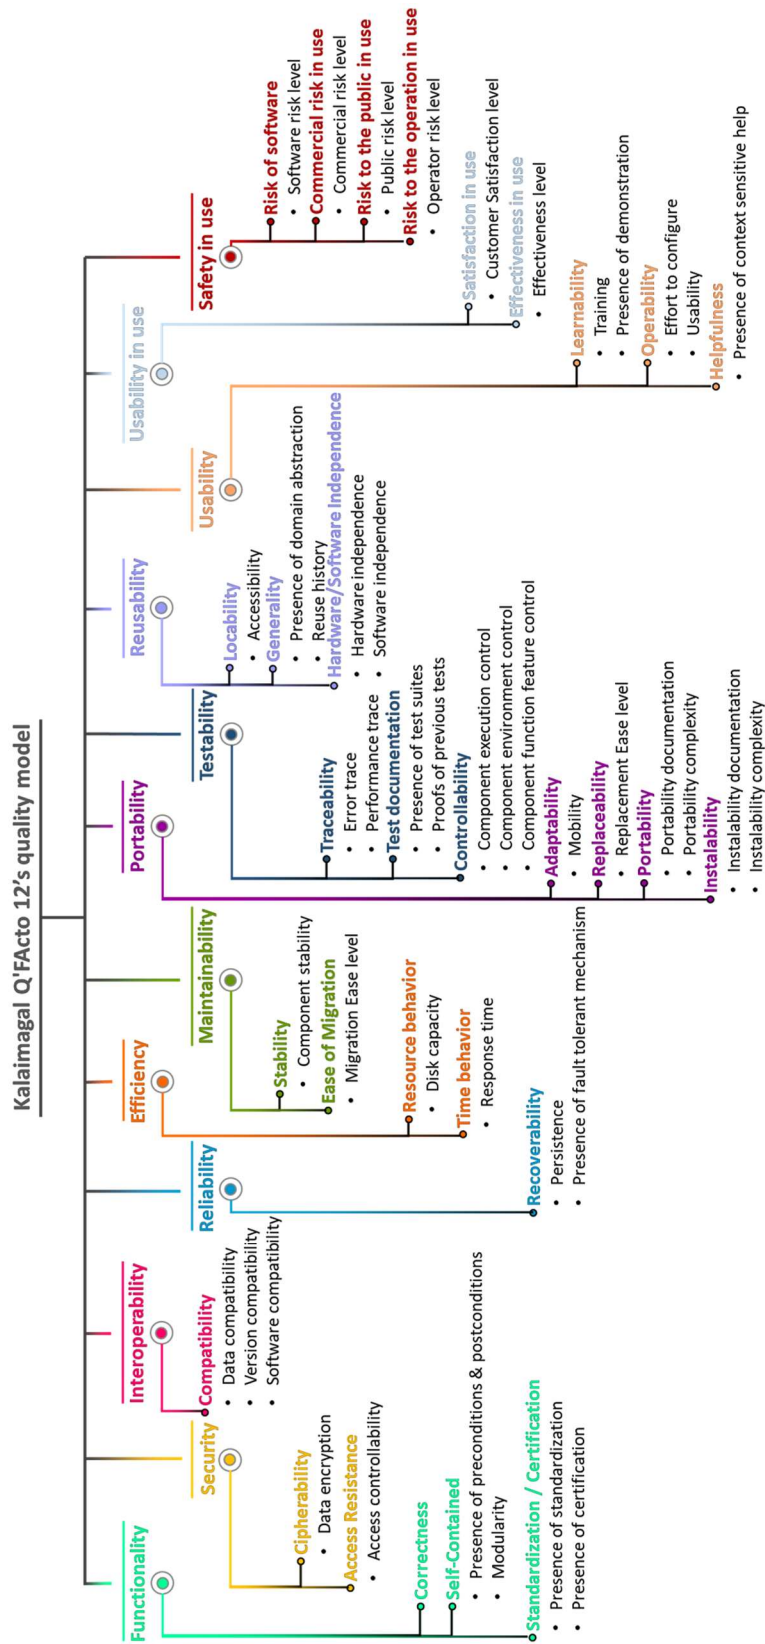 Kalaimagal Q'FActo 12's quality model
Functionality
Correctness
Self-Contained
• Presence of preconditions & postconditions
• Modularity
Standardization / Certification
• Presence of standardization
• Presence of certification
Security
Cipherability
• Data encryption
Access Resistance
• Access controllability
Interoperability
Compatibility
• Data compatibility
• Version compatibility
• Software compatibility
Reliability
Recoverability
• Persistence
• Presence of fault tolerant mechanism
Efficiency
Resource behavior
• Disk capacity
Time behavior
• Response time
Maintainability
Stability
• Component stability
Ease of Migration
• Migration Ease level
Portability
Adaptability
• Mobility
Replaceability
• Replacement Ease level
Portability
• Portability documentation
• Portability complexity
Instalability
• Instalability documentation
• Instalability complexity
Testability
Traceability
• Error trace
• Performance trace
Test documentation
• Presence of test suites
• Proofs of previous tests
Controllability
• Component execution control
• Component environment control
• Component function feature control
Reusability
Locability
• Accessibility
Generality
• Presence of domain abstraction
• Reuse history
Hardware/Software Independence
• Hardware independence
• Software independence
Usability
Learnability
• Training
• Presence of demonstration
Operability
• Effort to configure
• Usability
Helpfulness
• Presence of context sensitive help
Usability in use
Satisfaction in use
• Customer Satisfaction level
Effectiveness in use
• Effectiveness level
Safety in use
Risk of software
• Software risk level
Commercial risk in use
• Commercial risk level
Risk to the public in use
• Public risk level
Risk to the operation in use
• Operator risk level